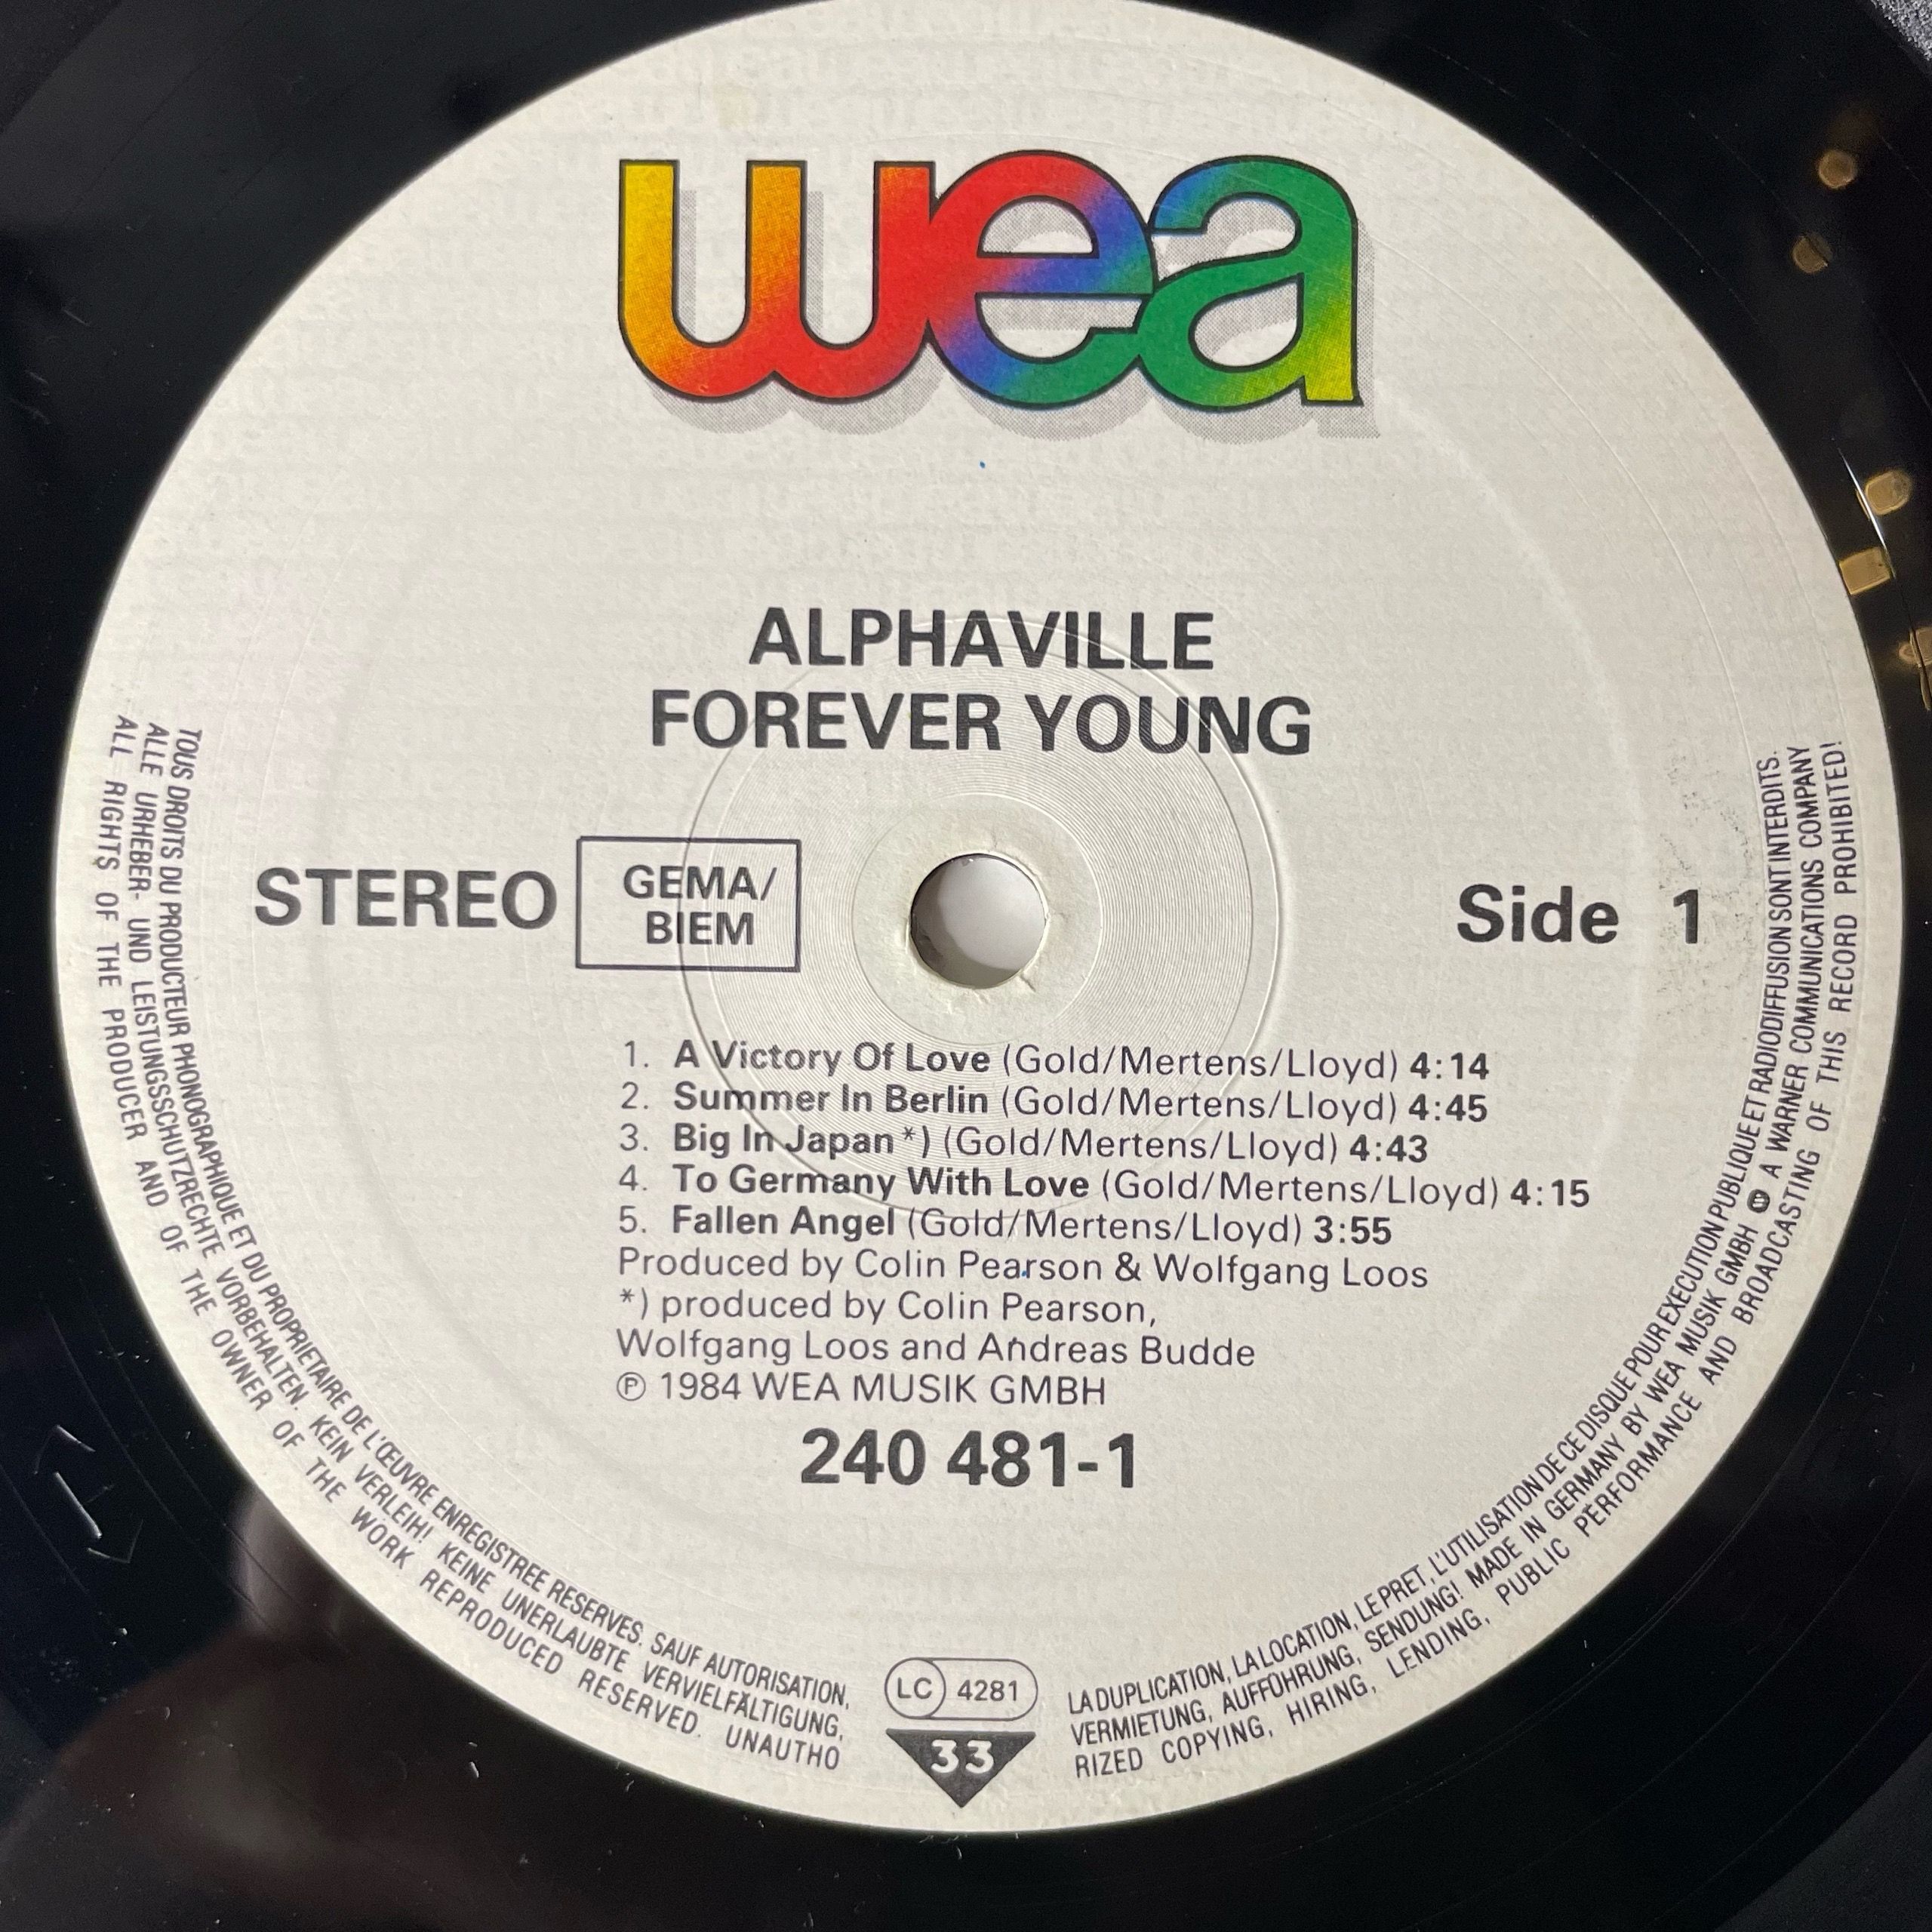 wea
ALPHAVILLE
FOREVER YOUNG
STEREO
GEMA/
BIEM
Side 1
1. A Victory Of Love (Gold/Mertens/Lloyd) 4:14
2. Summer In Berlin (Gold/Mertens/Lloyd) 4:45
3. Big In Japan *) (Gold/Mertens/Lloyd) 4:43
4. To Germany With Love (Gold/Mertens/Lloyd) 4:15
5. Fallen Angel (Gold/Mertens/Lloyd) 3:55
Produced by Colin Pearson & Wolfgang Loos
*) produced by Colin Pearson,
Wolfgang Loos and Andreas Budde
℗ 1984 WEA MUSIK GMBH
240 481-1
TOUS DROITS DU PRODUCTEUR PHONOGRAPHIQUE ET DU PROPRIETAIRE DE L'ŒUVRE ENREGISTREE RESERVES. SAUF AUTORISATION, LA DUPLICATION, LA LOCATION, LE PRET, L'UTILISATION DE CE DISQUE POUR EXECUTION PUBLIQUE ET RADIODIFFUSION SONT INTERDITS.
ALLE URHEBER- UND LEISTUNGSSCHUTZRECHTE VORBEHALTEN. KEIN VERLEIH! KEINE UNERLAUBTE VERVIELFÄLTIGUNG, VERMIETUNG, AUFFÜHRUNG, SENDUNG! MADE IN GERMANY BY WEA MUSIK GMBH A WARNER COMMUNICATIONS COMPANY
ALL RIGHTS OF THE PRODUCER AND OF THE OWNER OF THE WORK REPRODUCED RESERVED. UNAUTHORIZED COPYING, HIRING, LENDING, PUBLIC PERFORMANCE AND BROADCASTING OF THIS RECORD PROHIBITED!
LC 4281
33